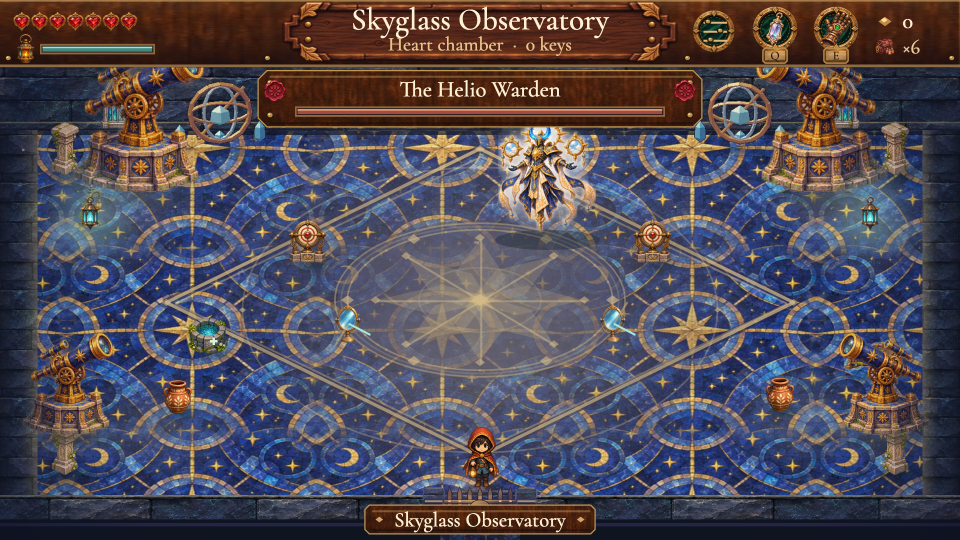 Skyglass Observatory
Heart chamber · 0 keys
Q
E
0
×6
The Helio Warden
Skyglass Observatory